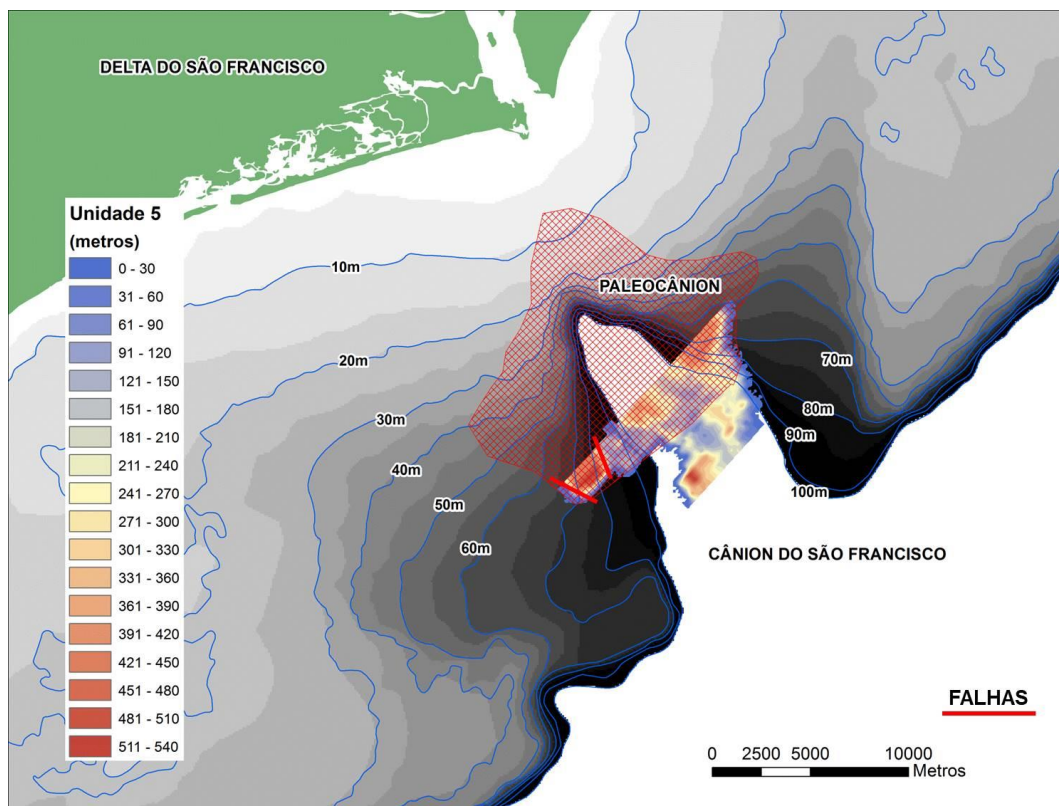 DELTA DO SÃO FRANCISCO
Unidade 5
(metros)
0 - 30
31 - 60
61 - 90
91 - 120
121 - 150
151 - 180
181 - 210
211 - 240
241 - 270
271 - 300
301 - 330
331 - 360
361 - 390
391 - 420
421 - 450
451 - 480
481 - 510
511 - 540
10m
PALEOCÂNION
20m
70m
30m
80m
90m
40m
100m
50m
60m
CÂNION DO SÃO FRANCISCO
FALHAS
0 2500 5000 10000
Metros